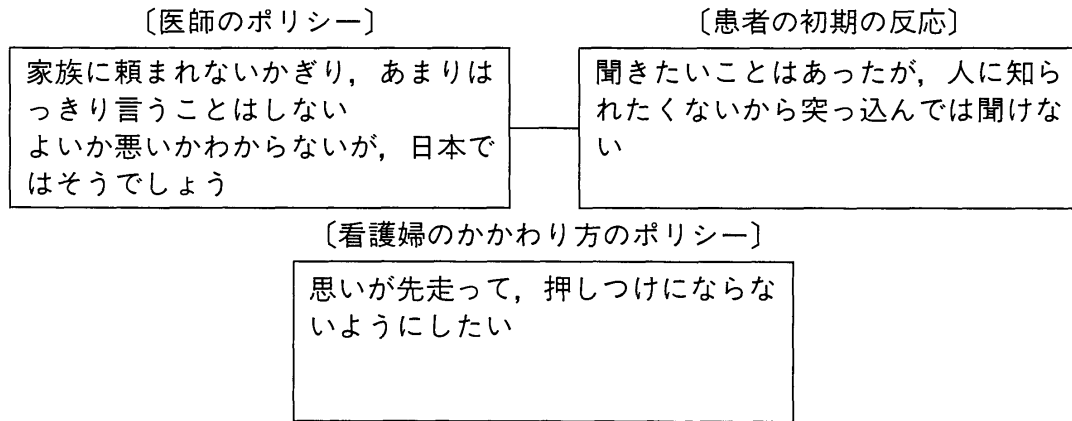 〔医師のポリシー〕
家族に頼まれないかぎり，あまりは
っきり言うことはしない
よいか悪いかわからないが，日本で
はそうでしょう
〔患者の初期の反応〕
聞きたいことはあったが，人に知ら
れたくないから突っ込んでは聞けな
い
〔看護婦のかかわり方のポリシー〕
思いが先走って，押しつけにならな
いようにしたい